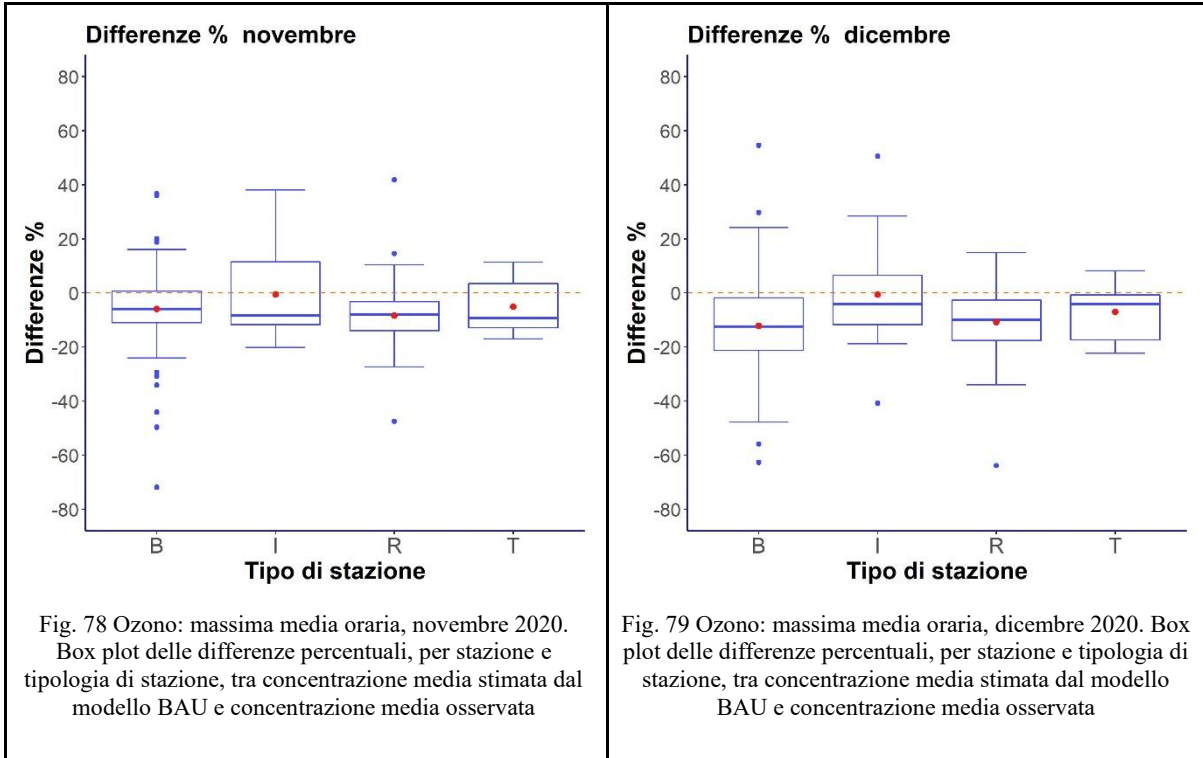 Differenze % novembre
80
60
40
20
0
-20
-40
-60
-80
Differenze %
B I R T
Tipo di stazione
Fig. 78 Ozono: massima media oraria, novembre 2020.
Box plot delle differenze percentuali, per stazione e
tipologia di stazione, tra concentrazione media stimata dal
modello BAU e concentrazione media osservata
Differenze % dicembre
80
60
40
20
0
-20
-40
-60
-80
Differenze %
B I R T
Tipo di stazione
Fig. 79 Ozono: massima media oraria, dicembre 2020. Box
plot delle differenze percentuali, per stazione e tipologia di
stazione, tra concentrazione media stimata dal modello
BAU e concentrazione media osservata